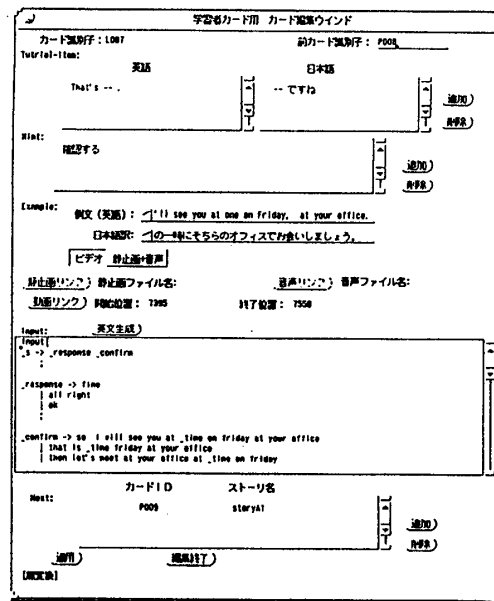 学習者カード用 カード編集ウインド
カード識別子: L007 前カード識別子: P008
Tutrial-Item:
英語 日本語
That's -- . -- ですね
追加)
削除)
Hint:
確認する
追加)
削除)
Example:
例文 (英語): I'll see you at one on Friday, at your office.
日本語訳: の一時にそちらのオフィスでお会いしましょう。
ビデオ 静止画+音声
静止画リンク) 静止画ファイル名: 音声リンク) 音声ファイル名:
動画リンク) 開始位置: 7395 終了位置: 7550
Input: 英文生成)
Input[
_s -> _response _confirm
;
_response -> fine
| all right
| ok
;
_confirm -> so i will see you at _time on friday at your office
| that is _time friday at your office
| then let's meet at your office at _time on friday
カードID ストーリ名
Next:
P009 storyA1
追加)
削除)
適用) 編集終了)